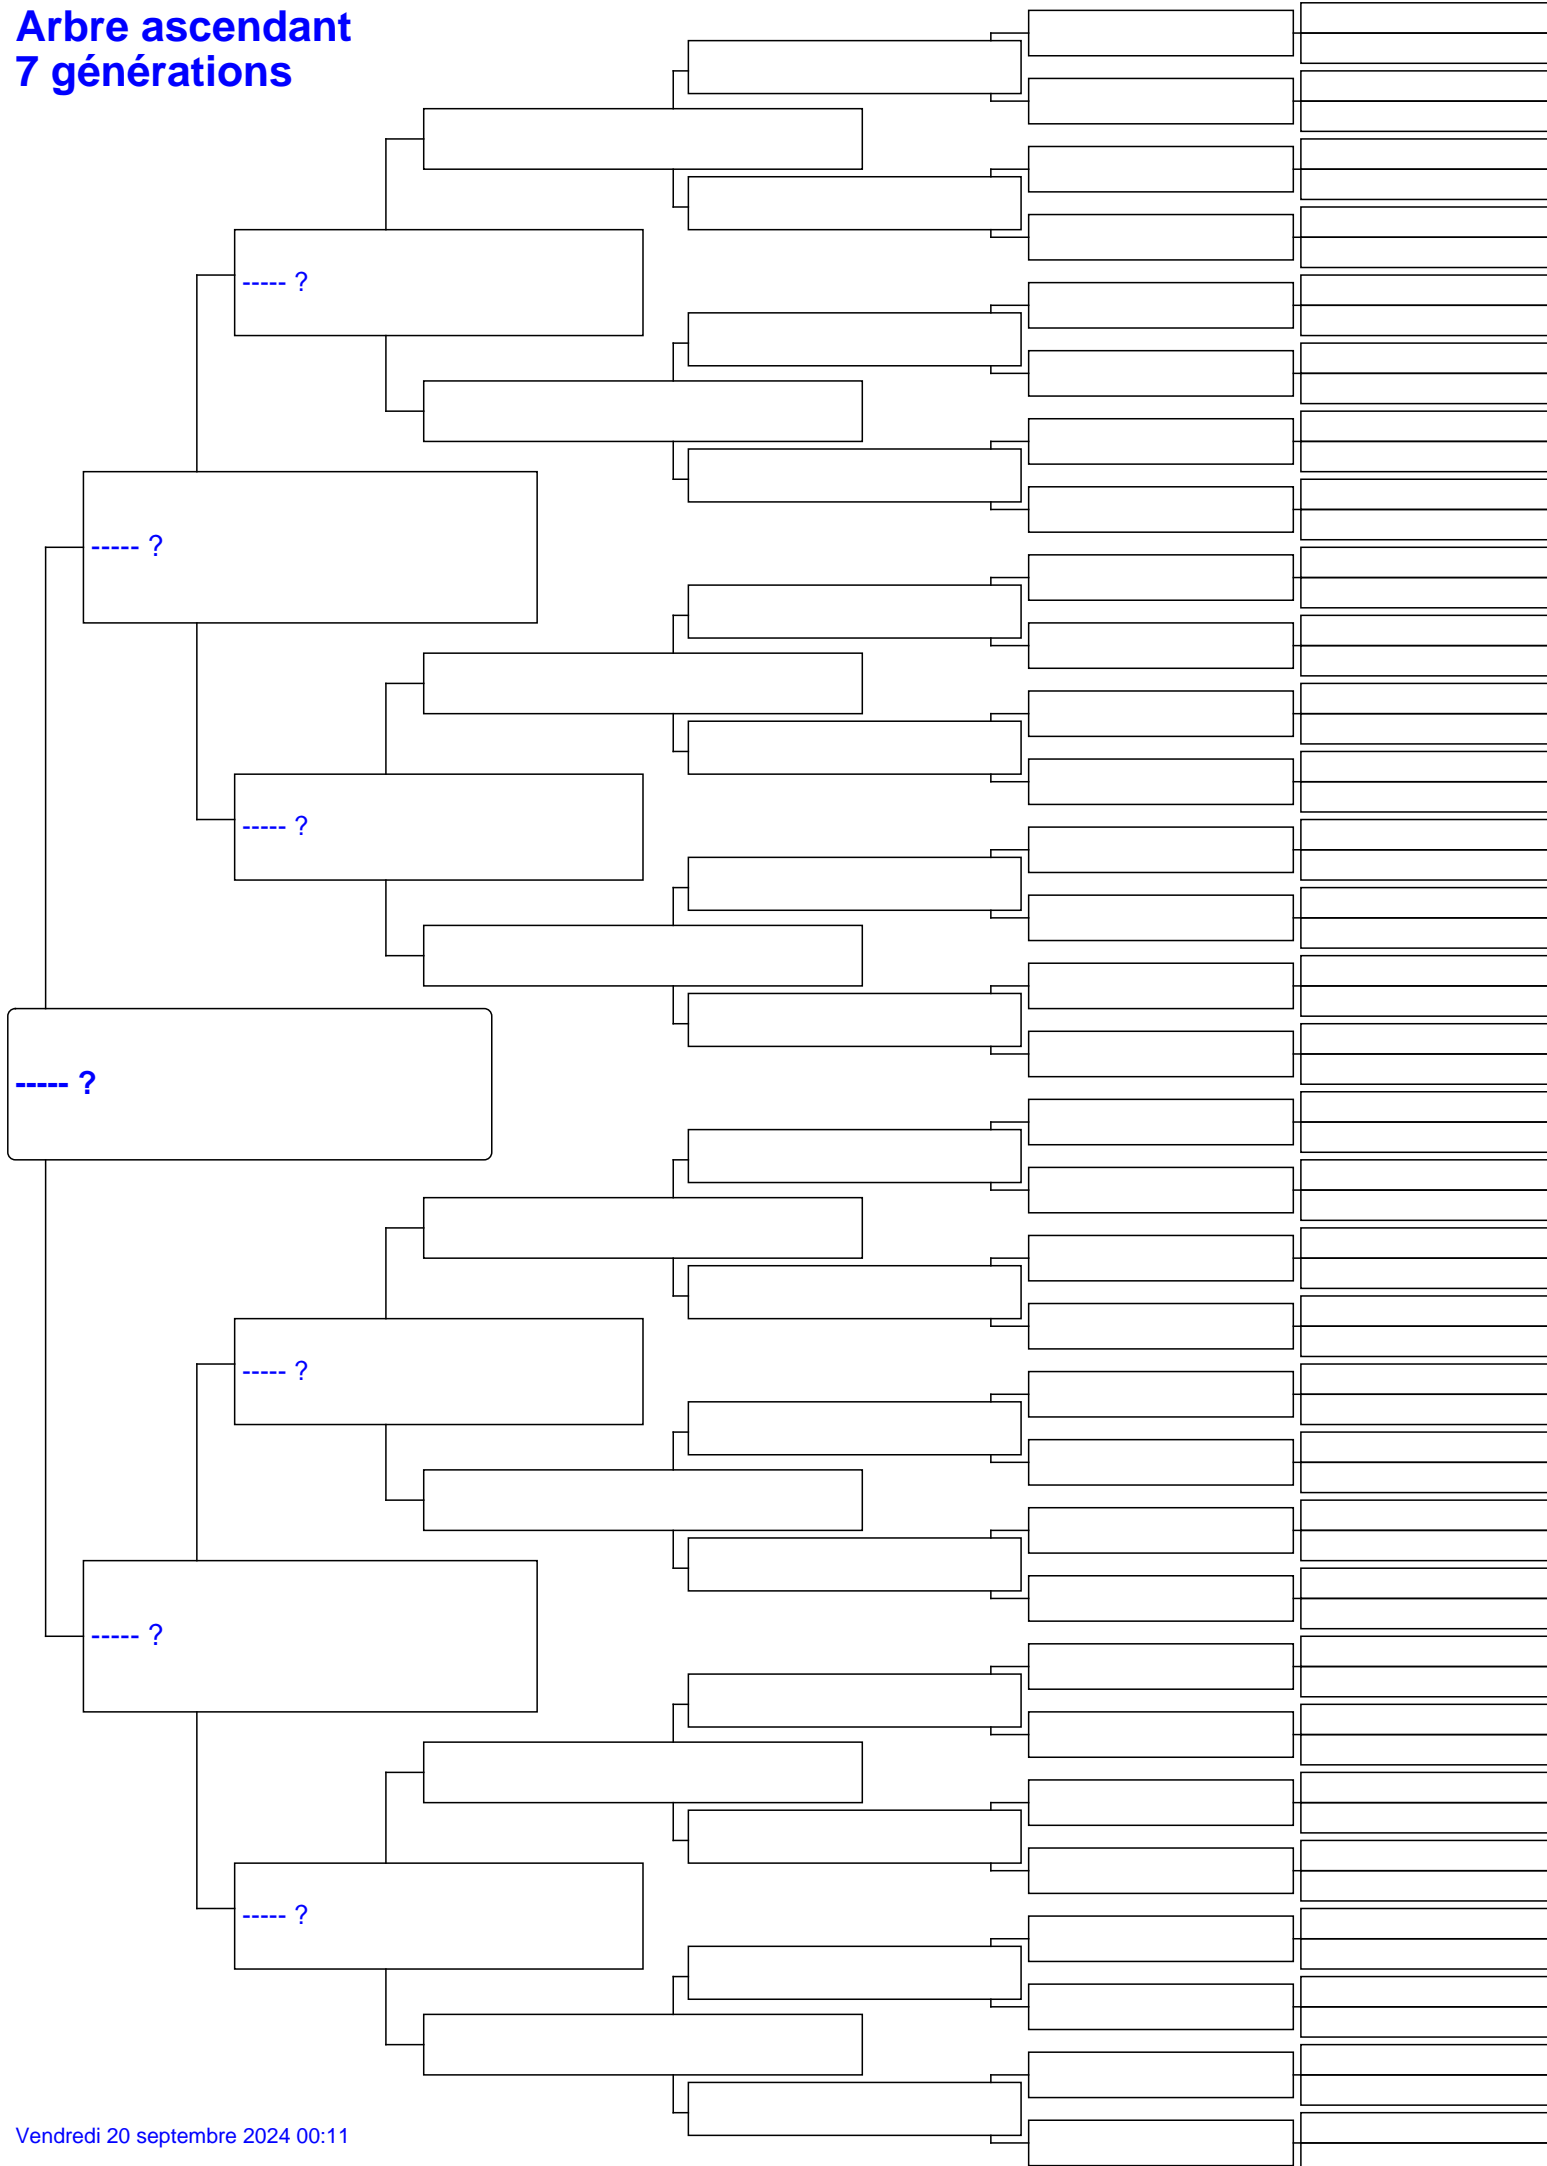 Arbre ascendant
7 générations
----- ?
----- ?
----- ?
----- ?
----- ?
----- ?
----- ?
Vendredi 20 septembre 2024 00:11